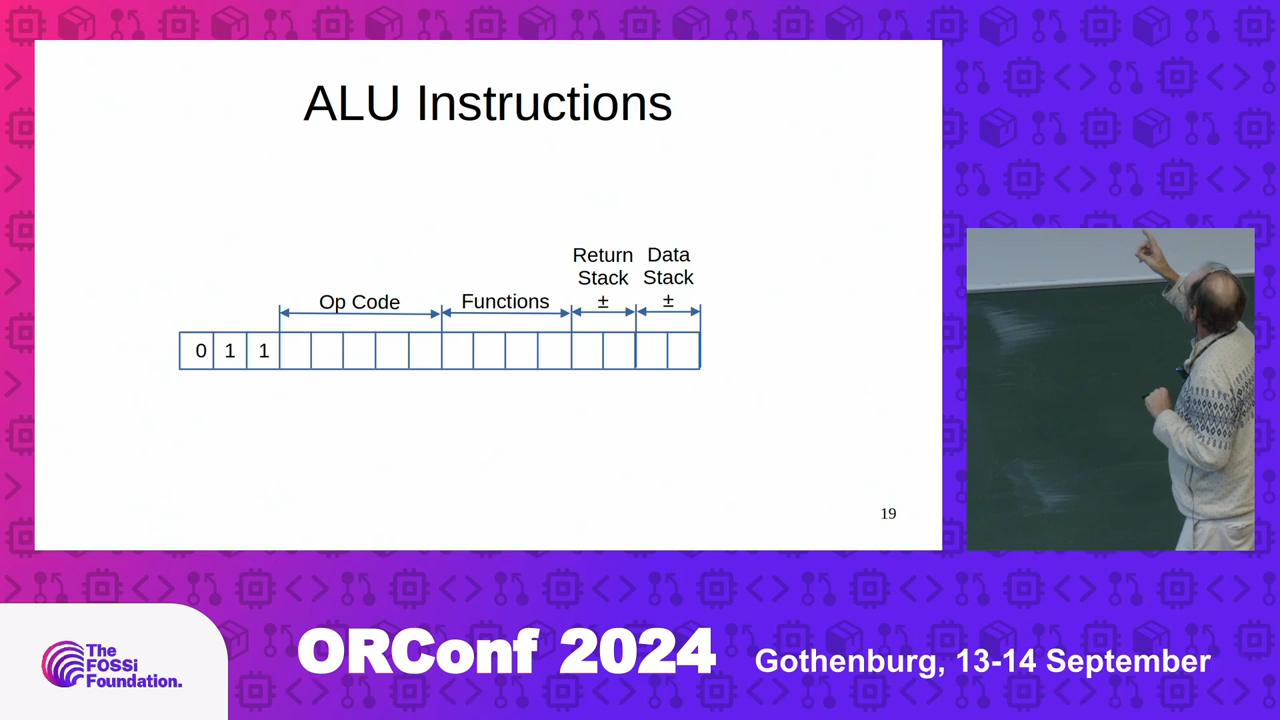 ALU Instructions
Return Data
Stack Stack
Op Code Functions ± ±
0 1 1
19
The
FOSSi
Foundation.
ORConf 2024
Gothenburg, 13-14 September